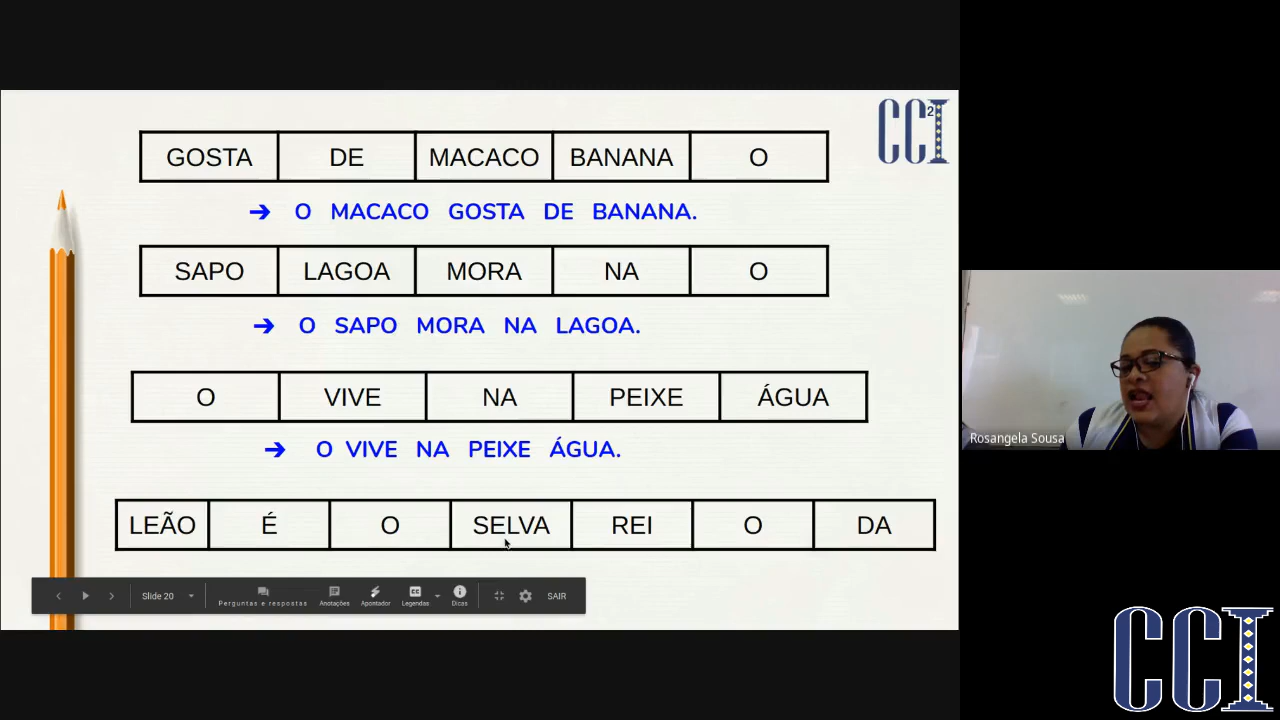 CCI
2
GOSTA DE MACACO BANANA O
➔ O MACACO GOSTA DE BANANA.
SAPO LAGOA MORA NA O
➔ O SAPO MORA NA LAGOA.
O VIVE NA PEIXE ÁGUA
➔ O VIVE NA PEIXE ÁGUA.
LEÃO É O SELVA REI O DA
Slide 20 Perguntas e respostas Anotações Apontador Legendas Dicas SAIR
Rosangela Sousa
CCI